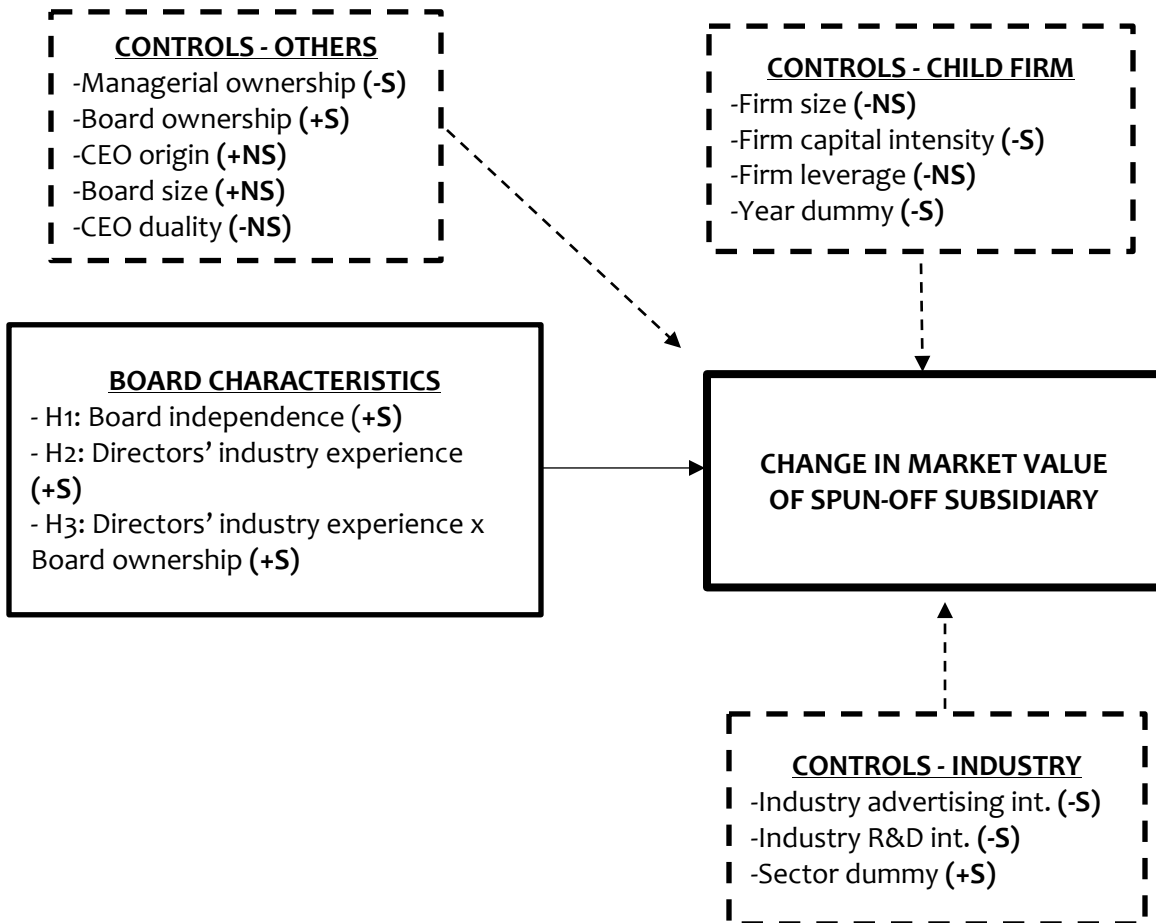 CONTROLS - OTHERS
-Managerial ownership (-S)
-Board ownership (+S)
-CEO origin (+NS)
-Board size (+NS)
-CEO duality (-NS)
CONTROLS - CHILD FIRM
-Firm size (-NS)
-Firm capital intensity (-S)
-Firm leverage (-NS)
-Year dummy (-S)
BOARD CHARACTERISTICS
- H1: Board independence (+S)
- H2: Directors’ industry experience
(+S)
- H3: Directors’ industry experience x
Board ownership (+S)
CHANGE IN MARKET VALUE
OF SPUN-OFF SUBSIDIARY
CONTROLS - INDUSTRY
-Industry advertising int. (-S)
-Industry R&D int. (-S)
-Sector dummy (+S)